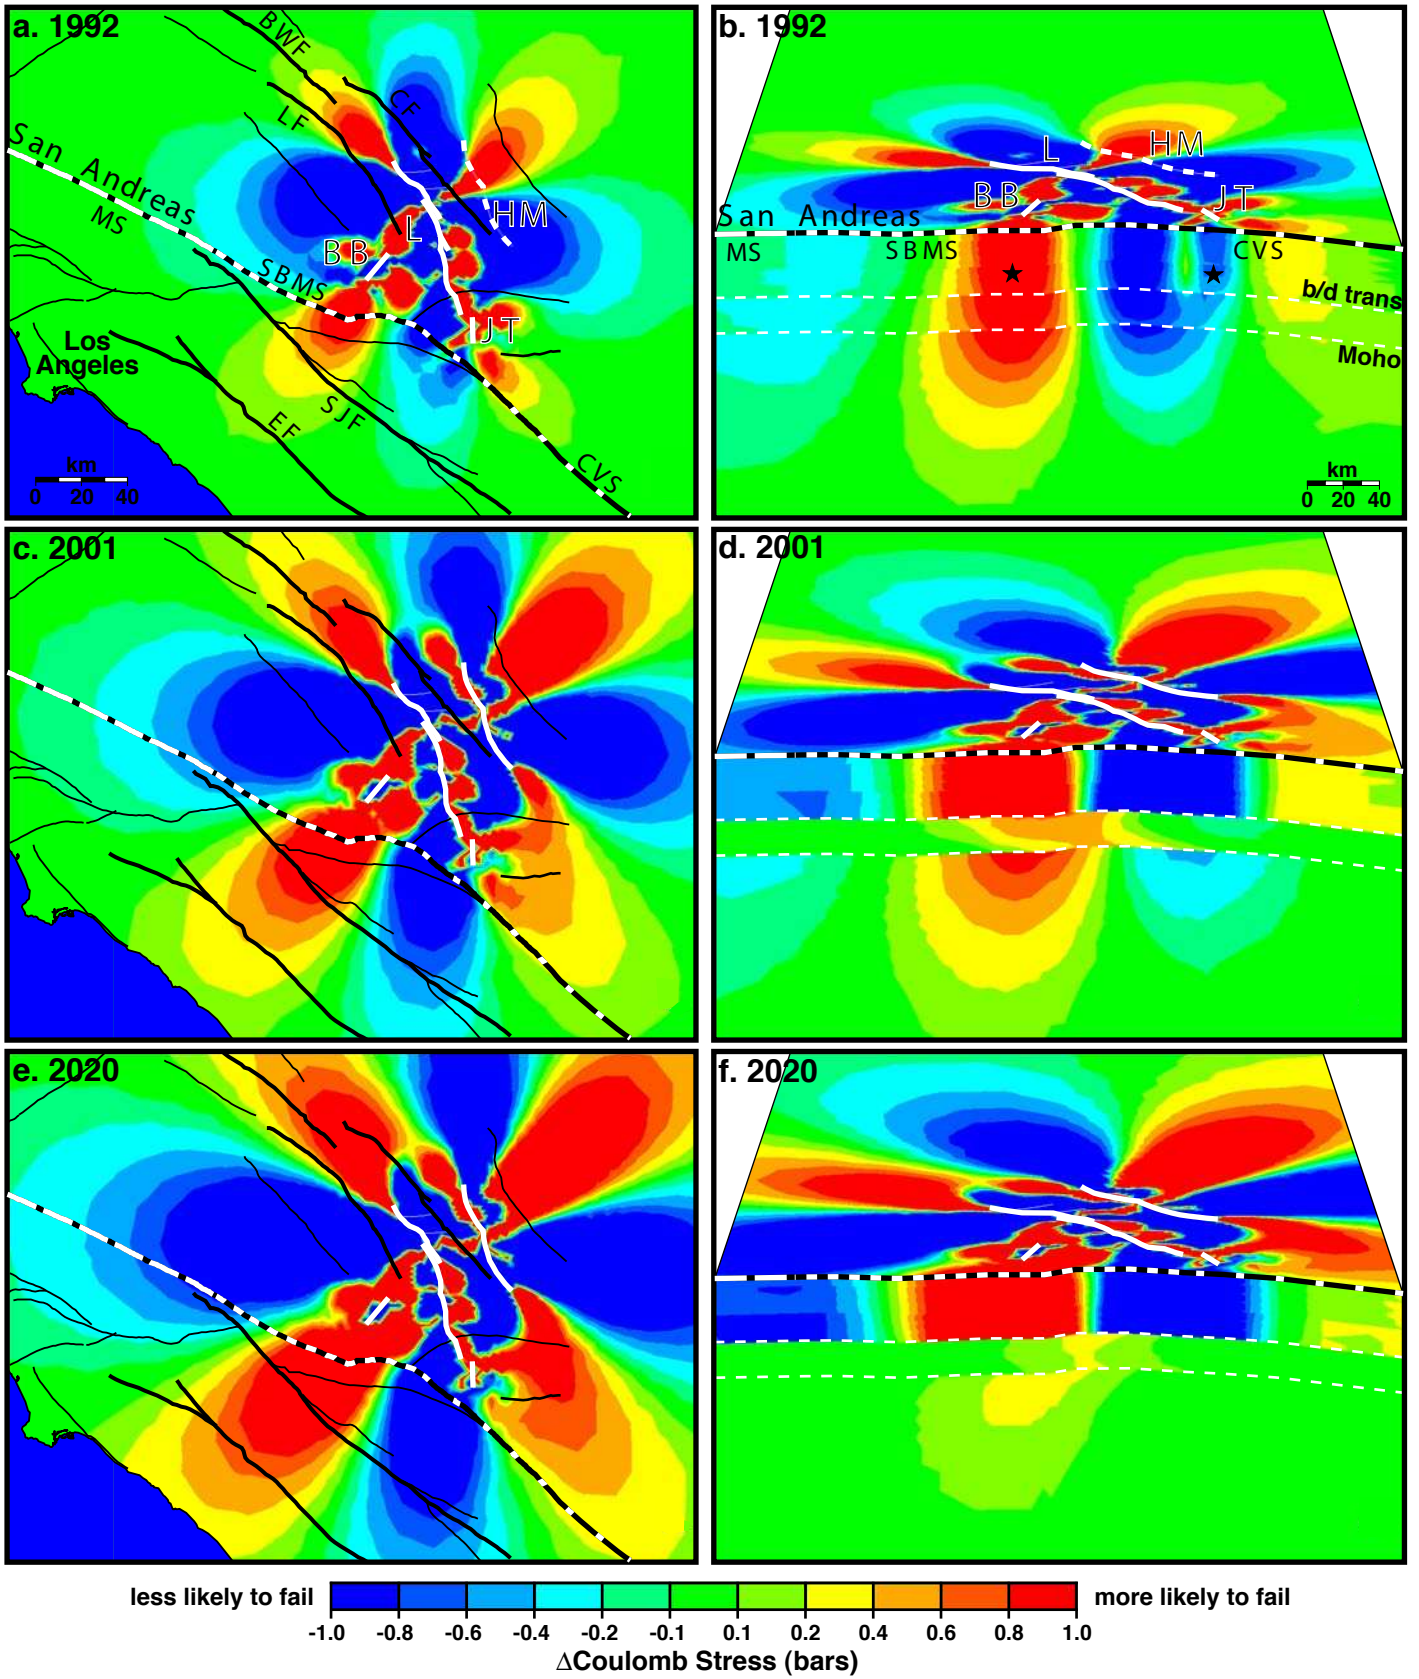 a. 1992
BWF
CF
LF
San Andreas
MS
HM
L
BB
SBMS
JT
Los
Angeles
SJF
EF
CVS
km
0 20 40
b. 1992
L
HM
BB
JT
San Andreas
MS
SBMS
CVS
b/d trans
Moho
km
0 20 40
c. 2001
d. 2001
e. 2020
f. 2020
less likely to fail
more likely to fail
-1.0 -0.8 -0.6 -0.4 -0.2 -0.1 0.1 0.2 0.4 0.6 0.8 1.0
ΔCoulomb Stress (bars)